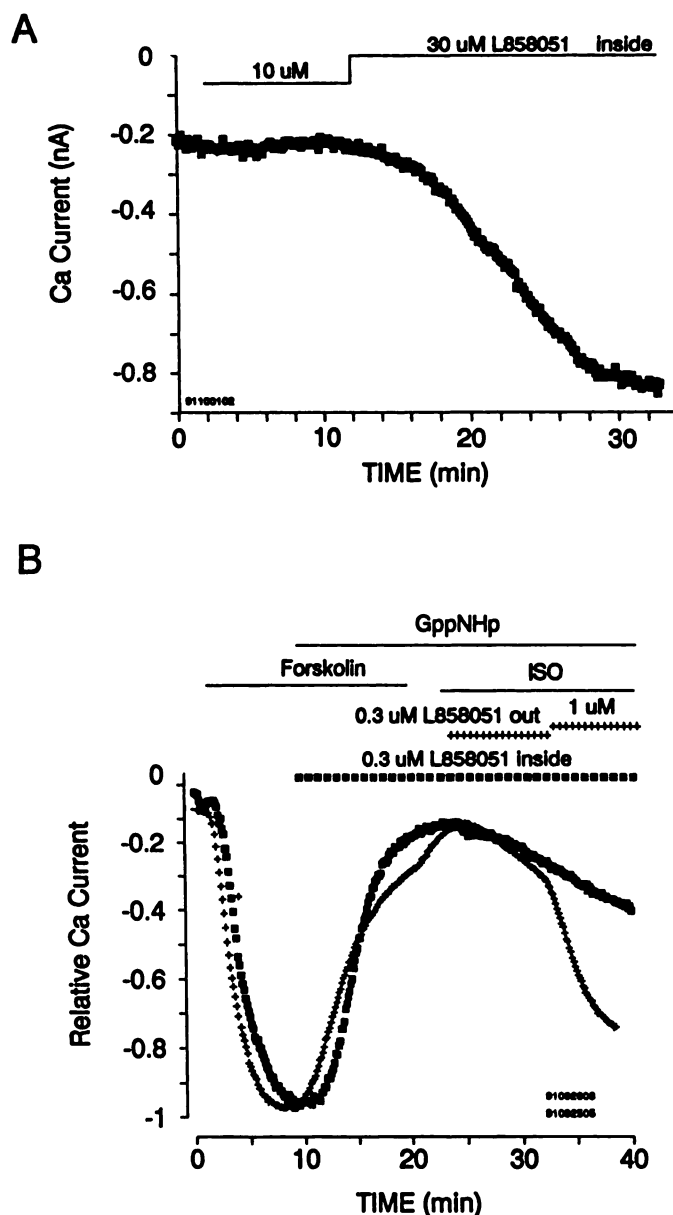 A
30 uM L858051 inside
10 uM
0
-0.2
-0.4
-0.6
-0.8
Ca Current (nA)
91100102
0 10 20 30
TIME (min)
B
GppNHp
Forskolin ISO
0.3 uM L858051 out 1 uM
0.3 uM L858051 inside
0
-0.2
-0.4
-0.6
-0.8
-1
Relative Ca Current
91092606
91092505
0 10 20 30 40
TIME (min)